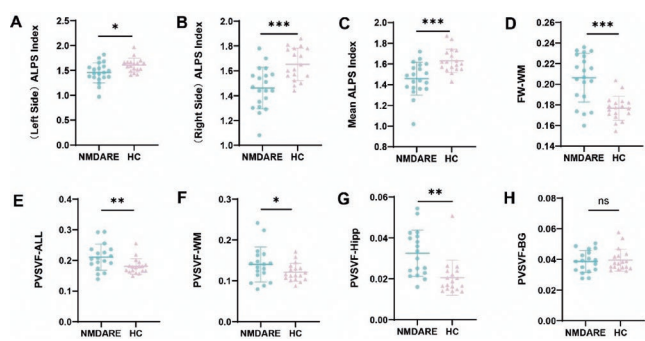 A
*
(Left Side) ALPS Index
2.0
1.5
1.0
0.5
0.0
NMDARE
HC
B
***
(Right Side) ALPS Index
2.0
1.8
1.6
1.4
1.2
1.0
NMDARE
HC
C
***
Mean ALPS Index
2.0
1.8
1.6
1.4
1.2
1.0
NMDARE
HC
D
***
FW-WM
0.24
0.22
0.20
0.18
0.16
0.14
NMDARE
HC
E
**
PVSVF-ALL
0.4
0.3
0.2
0.1
0.0
NMDARE
HC
F
*
PVSVF-WM
0.3
0.2
0.1
0.0
NMDARE
HC
G
**
PVSVF-Hipp
0.06
0.04
0.02
0.00
NMDARE
HC
H
ns
PVSVF-BG
0.08
0.06
0.04
0.02
0.00
NMDARE
HC